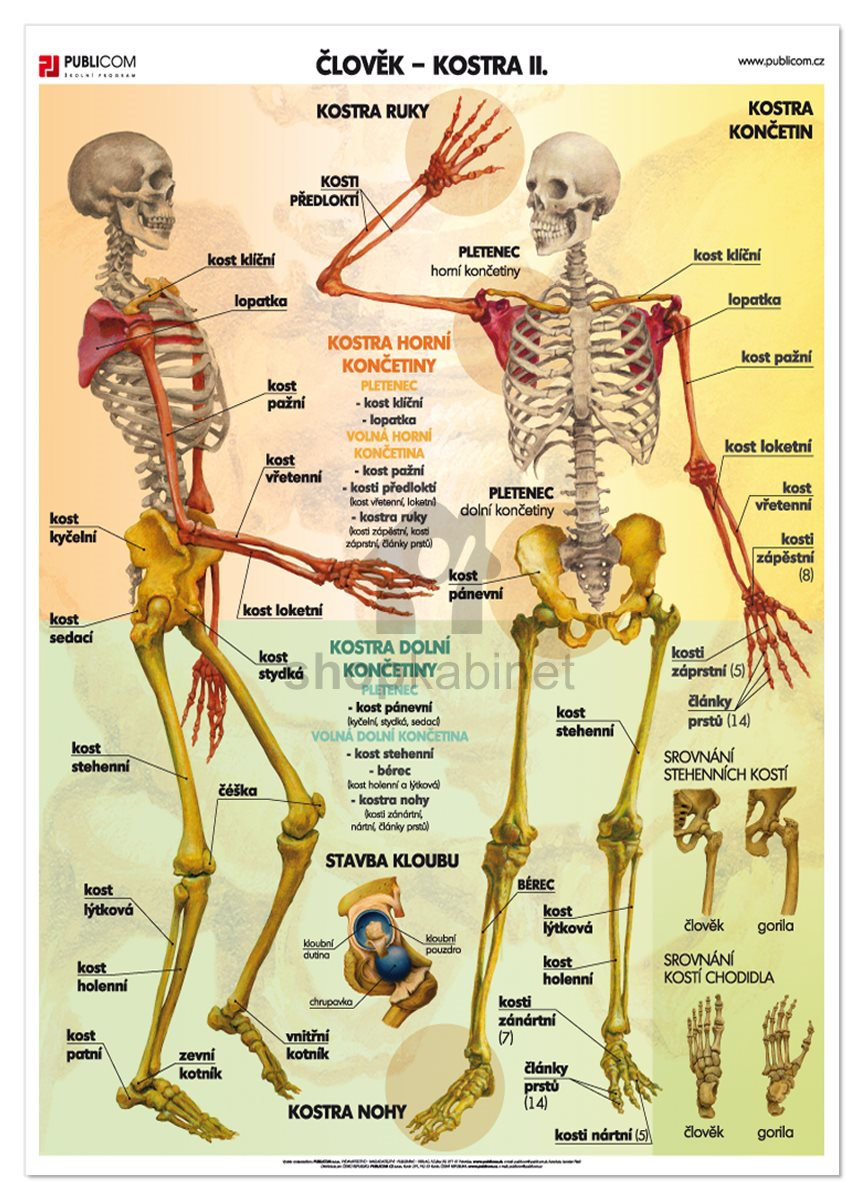 PUBLICOM
ŠKOLNÍ PROGRAM
ČLOVĚK – KOSTRA II.
www.publicom.cz
KOSTRA RUKY
KOSTRA
KONČETIN
KOSTI
PŘEDLOKTÍ
PLETENEC
horní končetiny
kost klíční
lopatka
kost klíční
lopatka
kost pažní
KOSTRA HORNÍ
KONČETINY
PLETENEC
- kost klíční
- lopatka
VOLNÁ HORNÍ
KONČETINA
- kost pažní
- kosti předloktí
(kost vřetenní, loketní)
- kostra ruky
(kosti zápěstní, kosti
záprstní, články prstů)
kost
pažní
kost
vřetenní
kost loketní
kost
vřetenní
kosti
zápěstní
(8)
PLETENEC
dolní končetiny
kost
kyčelní
kost
pánevní
kost loketní
kost
sedací
kost
stydká
kosti
záprstní (5)
články
prstů (14)
KOSTRA DOLNÍ
KONČETINY
PLETENEC
- kost pánevní
(kyčelní, stydká, sedací)
VOLNÁ DOLNÍ KONČETINA
- kost stehenní
- bérec
(kost holenní a lýtková)
- kostra nohy
(kosti zánártní,
nártní, články prstů)
shopkabinet
kost
stehenní
kost
stehenní
čéška
SROVNÁNÍ
STEHENNÍCH KOSTÍ
člověk
gorila
STAVBA KLOUBU
kloubní
dutina
kloubní
pouzdro
chrupavka
BÉREC
kost
lýtková
kost
holenní
kost
lýtková
kost
holenní
SROVNÁNÍ
KOSTÍ CHODIDLA
člověk
gorila
kost
patní
zevní
kotník
vnitřní
kotník
kosti
zánártní
(7)
články
prstů
(14)
kosti nártní (5)
KOSTRA NOHY